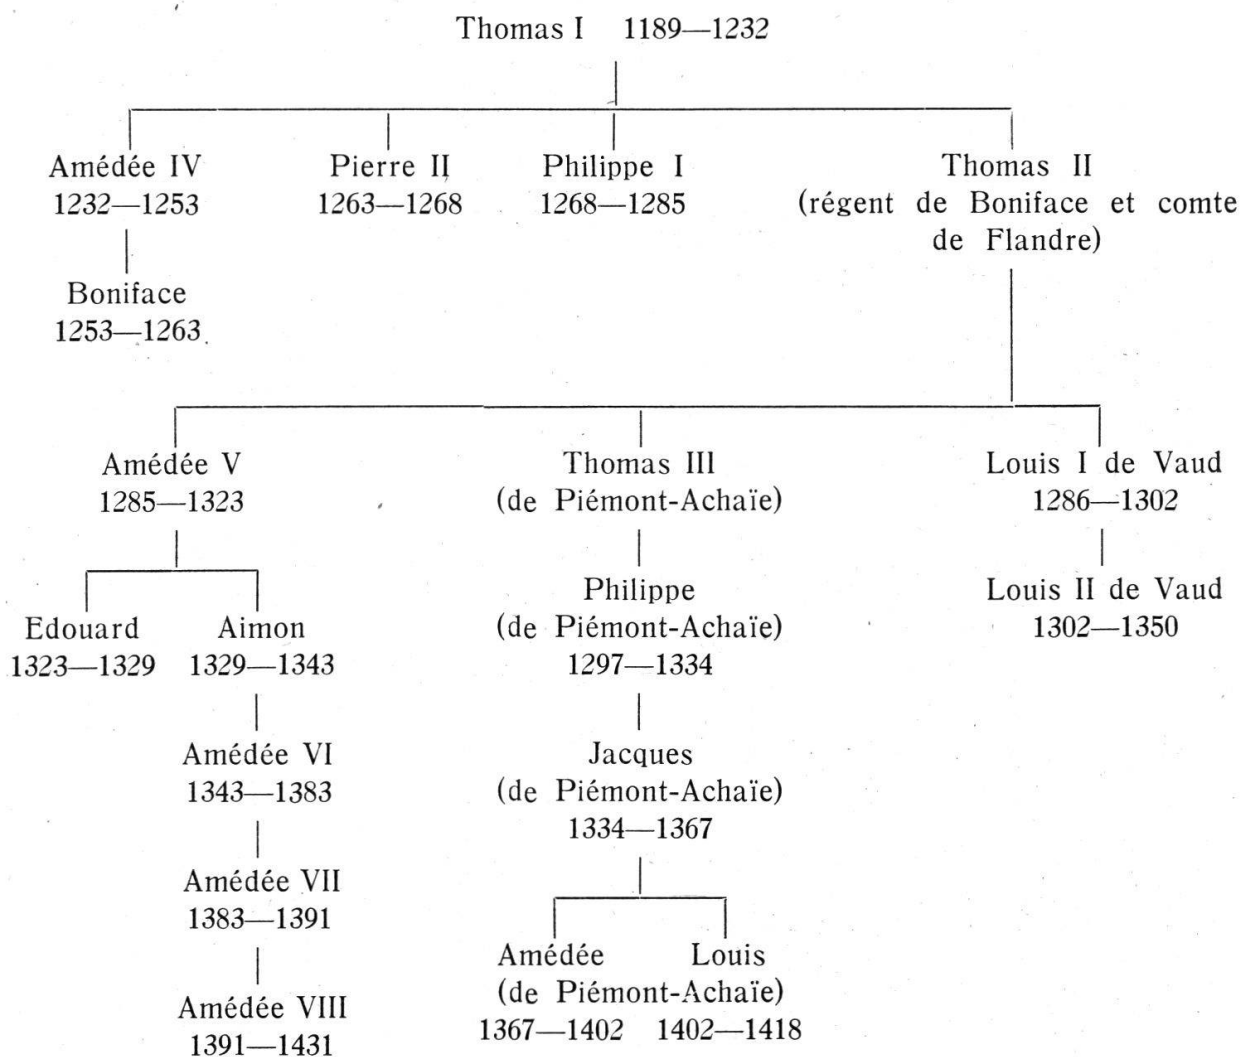 Thomas I 1189—1232
Amédée IV
1232—1253
Pierre II
1263—1268
Philippe I
1268—1285
Thomas II
(régent de Boniface et comte
de Flandre)
Boniface
1253—1263
Amédée V
1285—1323
Thomas III
(de Piémont-Achaïe)
Louis I de Vaud
1286—1302
Edouard
1323—1329
Aimon
1329—1343
Philippe
(de Piémont-Achaïe)
1297—1334
Louis II de Vaud
1302—1350
Amédée VI
1343—1383
Jacques
(de Piémont-Achaïe)
1334—1367
Amédée VII
1383—1391
Amédée Louis
(de Piémont-Achaïe)
1367—1402 1402—1418
Amédée VIII
1391—1431